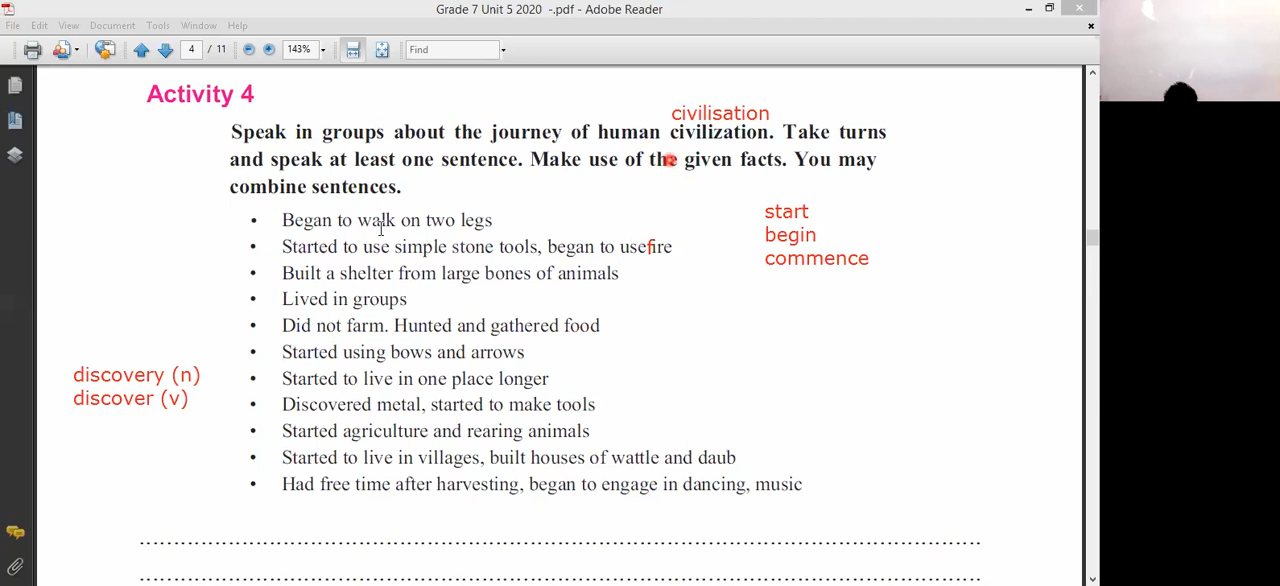 Grade 7 Unit 5 2020 -.pdf - Adobe Reader
File Edit View Document Tools Window Help
4 / 11 143% Find
Activity 4
civilisation
Speak in groups about the journey of human civilization. Take turns
and speak at least one sentence. Make use of the given facts. You may
combine sentences.
• Began to walk on two legs
start
• Started to use simple stone tools, began to usefire
begin
commence
• Built a shelter from large bones of animals
• Lived in groups
• Did not farm. Hunted and gathered food
• Started using bows and arrows
discovery (n)
• Started to live in one place longer
discover (v)
• Discovered metal, started to make tools
• Started agriculture and rearing animals
• Started to live in villages, built houses of wattle and daub
• Had free time after harvesting, began to engage in dancing, music